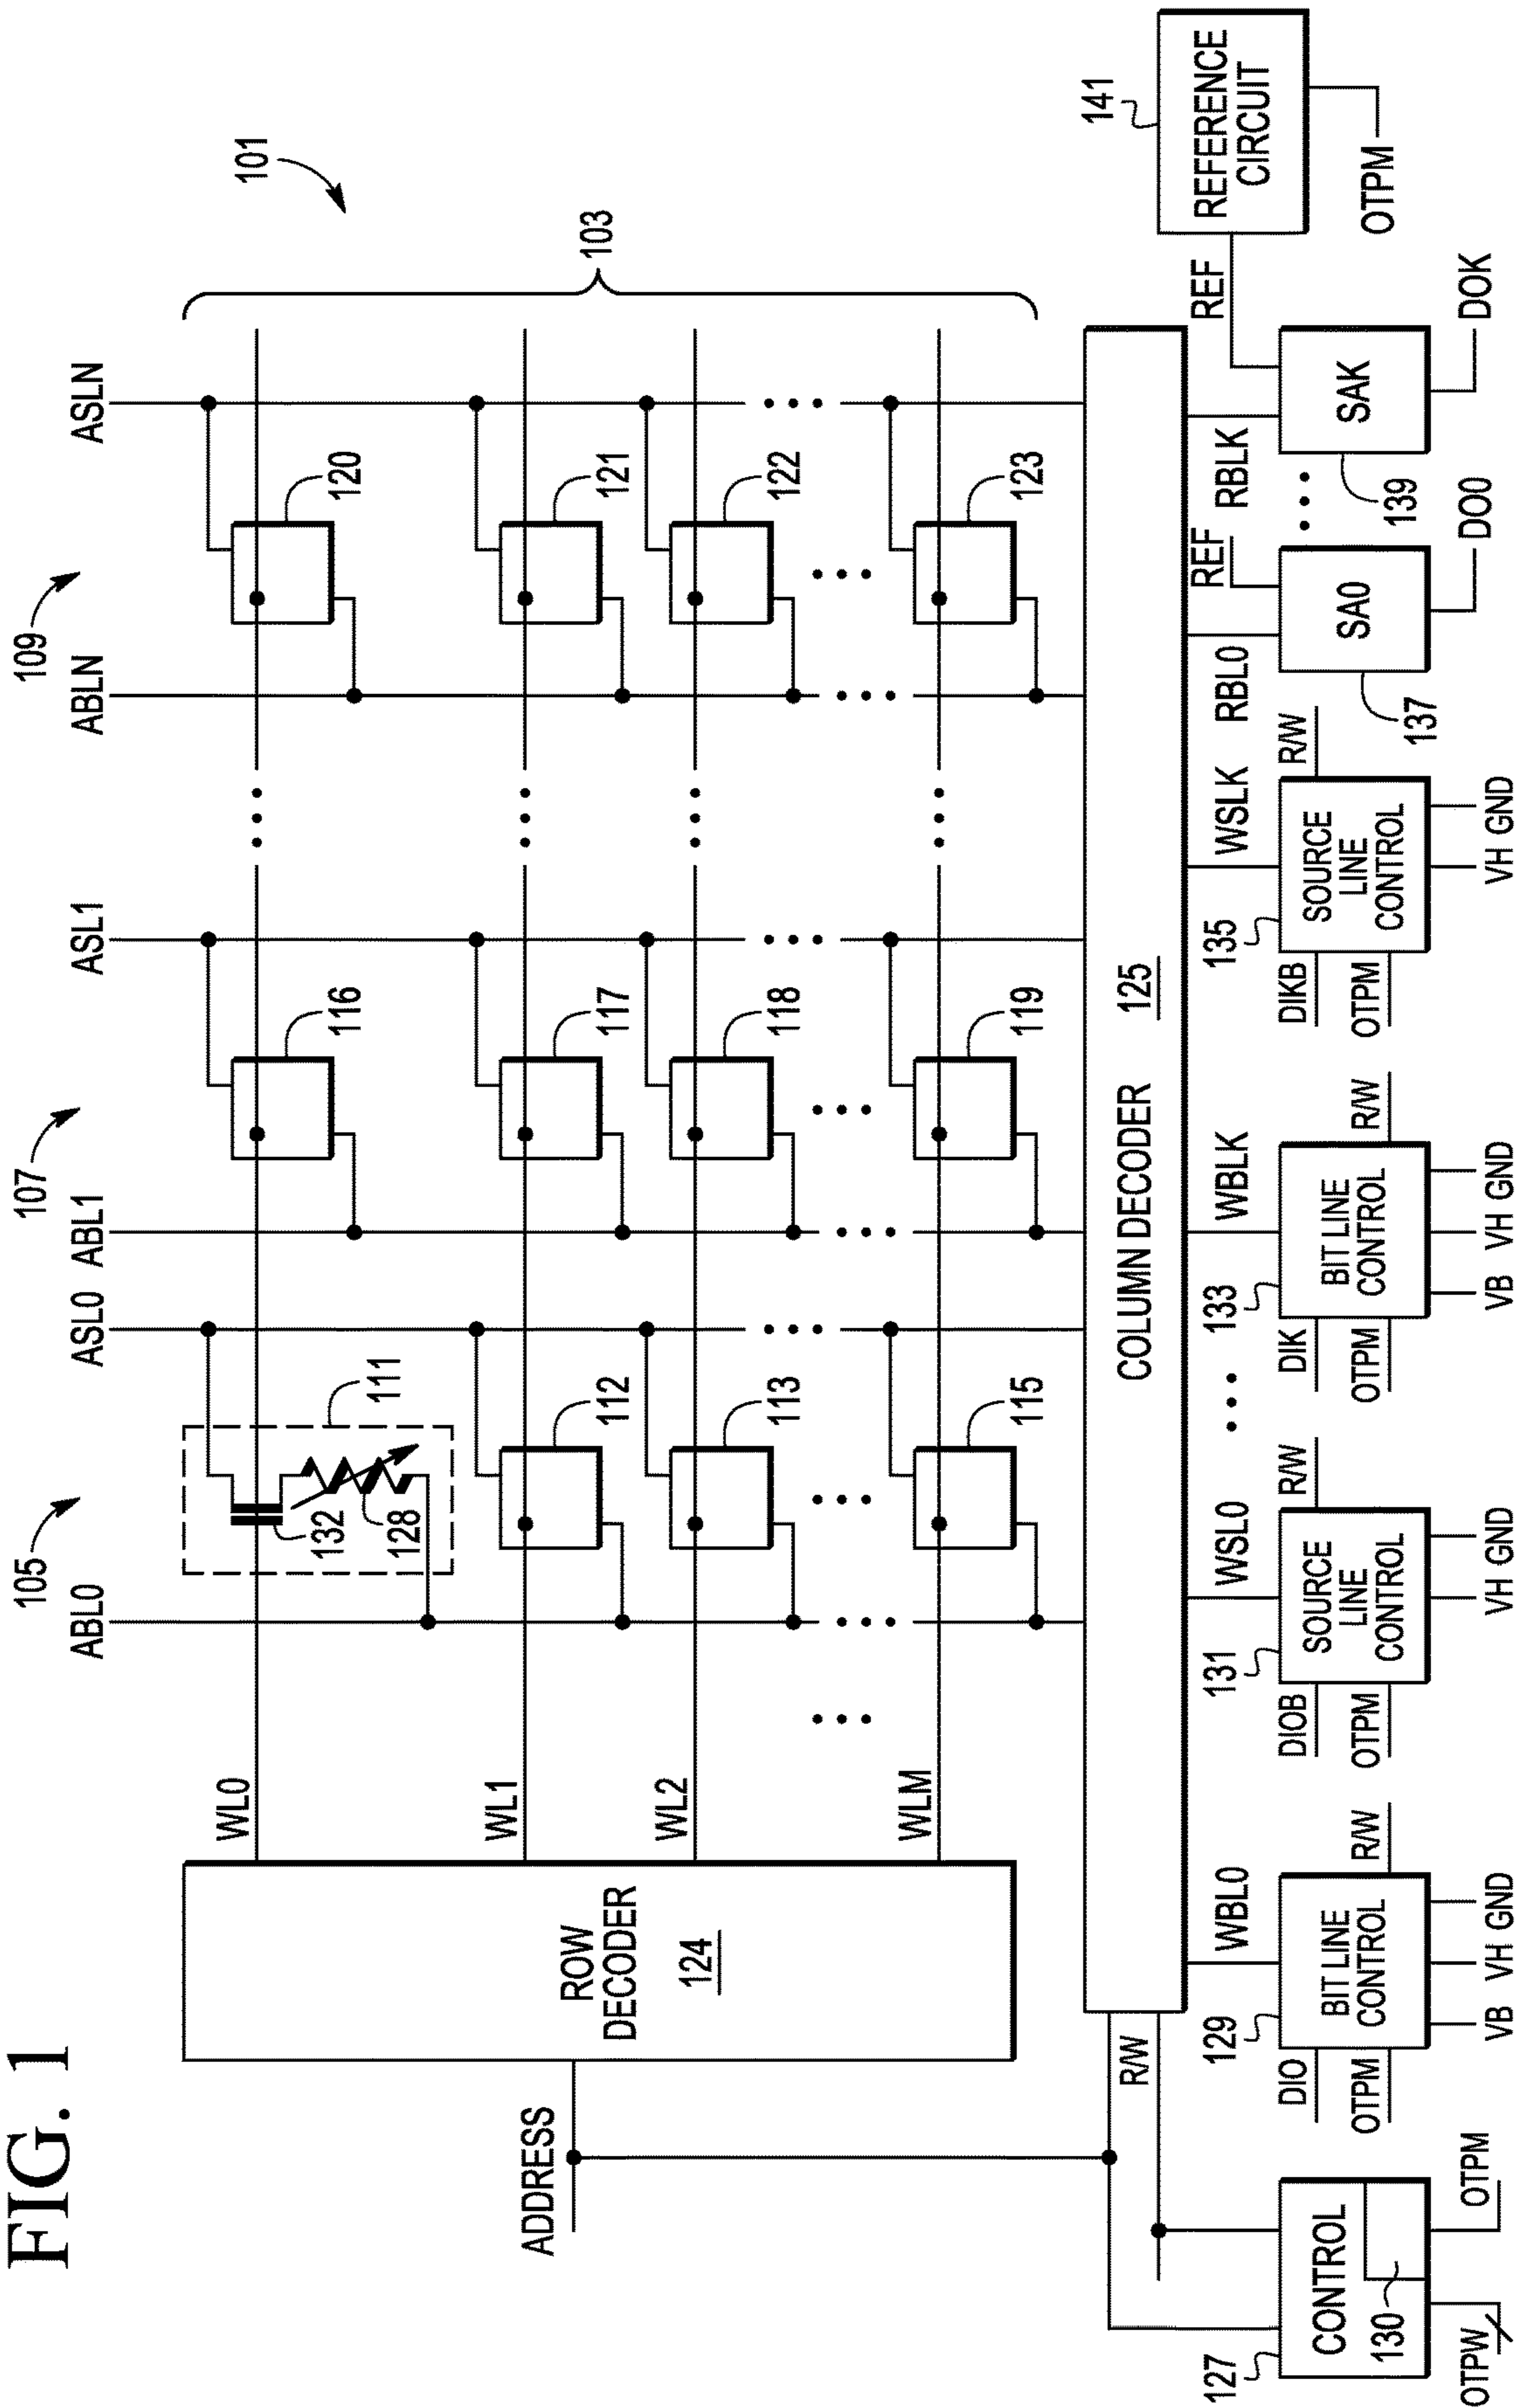 FIG. 1
101
105
107
109
ABL0
ASL0
ABL1
ASL1
ABLN
ASLN
103
WL0
132
128
111
116
120
WL1
112
117
121
WL2
113
118
122
WLM
115
119
123
ROW
DECODER
124
ADDRESS
R/W
COLUMN DECODER
125
141
REFERENCE
CIRCUIT
OTPM
REF
WBL0
WSL0
WBLK
WSLK
RBL0
REF
RBLK
127
CONTROL
130
OTPW
OTPM
129
BIT LINE
CONTROL
DIO
OTPM
R/W
VB
VH
GND
131
SOURCE
LINE
CONTROL
DIOB
OTPM
R/W
VH
GND
133
BIT LINE
CONTROL
DIK
OTPM
R/W
VB
VH
GND
135
SOURCE
LINE
CONTROL
DIKB
OTPM
R/W
VH
GND
137
SA0
DO0
139
SAK
DOK